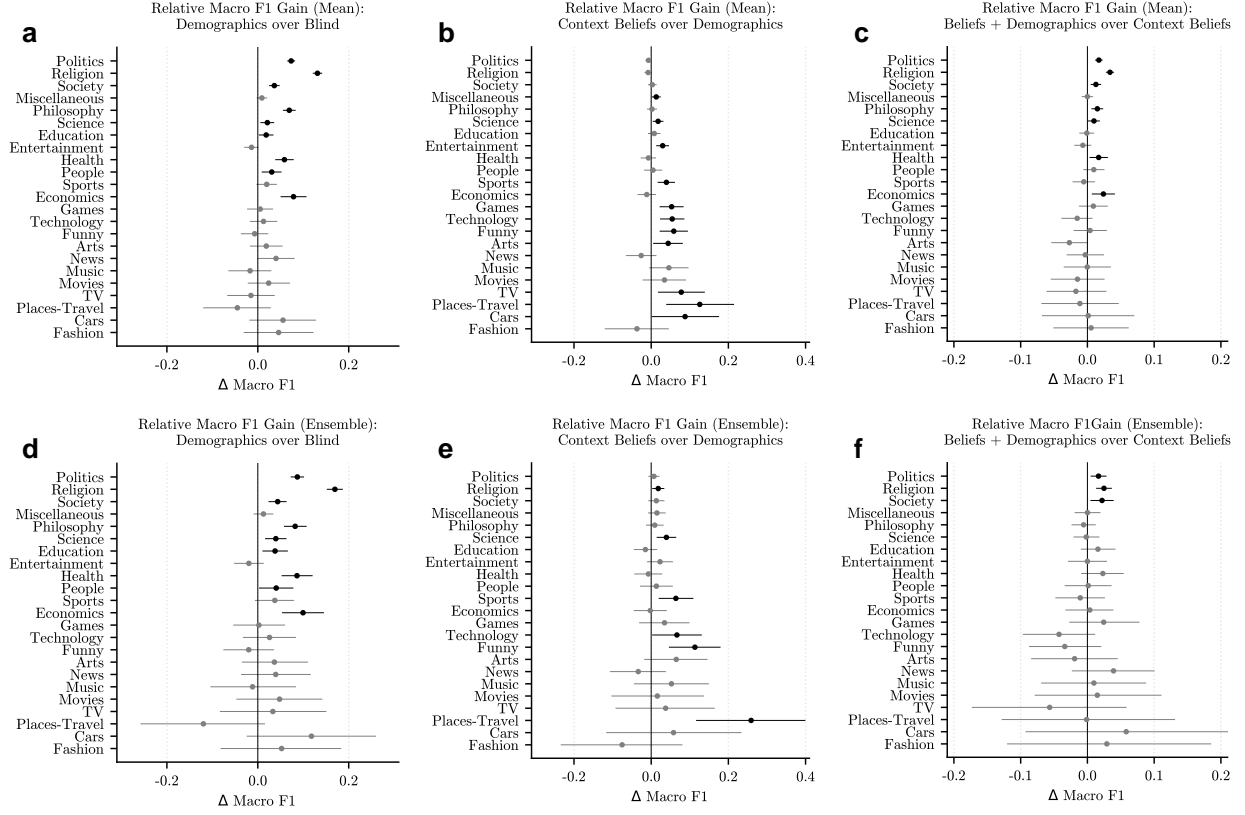 a
Relative Macro F1 Gain (Mean):
Demographics over Blind
Politics
Religion
Society
Miscellaneous
Philosophy
Science
Education
Entertainment
Health
People
Sports
Economics
Games
Technology
Funny
Arts
News
Music
Movies
TV
Places-Travel
Cars
Fashion
-0.2 0.0 0.2
Δ Macro F1
b
Relative Macro F1 Gain (Mean):
Context Beliefs over Demographics
Politics
Religion
Society
Miscellaneous
Philosophy
Science
Education
Entertainment
Health
People
Sports
Economics
Games
Technology
Funny
Arts
News
Music
Movies
TV
Places-Travel
Cars
Fashion
-0.2 0.0 0.2 0.4
Δ Macro F1
c
Relative Macro F1 Gain (Mean):
Beliefs + Demographics over Context Beliefs
Politics
Religion
Society
Miscellaneous
Philosophy
Science
Education
Entertainment
Health
People
Sports
Economics
Games
Technology
Funny
Arts
News
Music
Movies
TV
Places-Travel
Cars
Fashion
-0.2 -0.1 0.0 0.1 0.2
Δ Macro F1
d
Relative Macro F1 Gain (Ensemble):
Demographics over Blind
Politics
Religion
Society
Miscellaneous
Philosophy
Science
Education
Entertainment
Health
People
Sports
Economics
Games
Technology
Funny
Arts
News
Music
Movies
TV
Places-Travel
Cars
Fashion
-0.2 0.0 0.2
Δ Macro F1
e
Relative Macro F1 Gain (Ensemble):
Context Beliefs over Demographics
Politics
Religion
Society
Miscellaneous
Philosophy
Science
Education
Entertainment
Health
People
Sports
Economics
Games
Technology
Funny
Arts
News
Music
Movies
TV
Places-Travel
Cars
Fashion
-0.2 0.0 0.2 0.4
Δ Macro F1
f
Relative Macro F1Gain (Ensemble):
Beliefs + Demographics over Context Beliefs
Politics
Religion
Society
Miscellaneous
Philosophy
Science
Education
Entertainment
Health
People
Sports
Economics
Games
Technology
Funny
Arts
News
Music
Movies
TV
Places-Travel
Cars
Fashion
-0.2 -0.1 0.0 0.1 0.2
Δ Macro F1